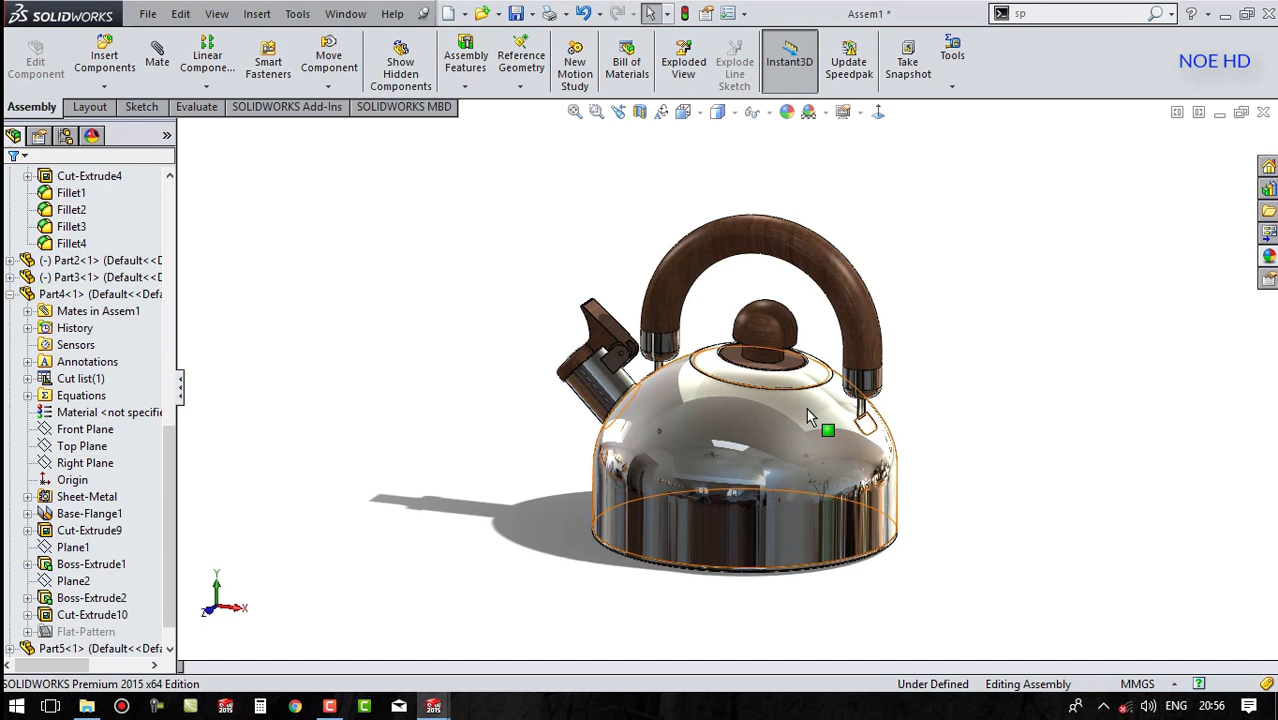 SOLIDWORKS File Edit View Insert Tools Window Help Assem1 * sp
Edit Component
Insert Components
Mate
Linear Compone...
Smart Fasteners
Move Component
Show Hidden Components
Assembly Features
Reference Geometry
New Motion Study
Bill of Materials
Exploded View
Explode Line Sketch
Instant3D
Update Speedpak
Take Snapshot
Tools
NOE HD
Assembly Layout Sketch Evaluate SOLIDWORKS Add-Ins SOLIDWORKS MBD
Cut-Extrude4
Fillet1
Fillet2
Fillet3
Fillet4
(-) Part2<1> (Default<<D
(-) Part3<1> (Default<<D
Part4<1> (Default<<Defa
Mates in Assem1
History
Sensors
Annotations
Cut list(1)
Equations
Material <not specifie
Front Plane
Top Plane
Right Plane
Origin
Sheet-Metal
Base-Flange1
Cut-Extrude9
Plane1
Boss-Extrude1
Plane2
Boss-Extrude2
Cut-Extrude10
Flat-Pattern
Part5<1> (Default<<Def
Y
Z X
SOLIDWORKS Premium 2015 x64 Edition Under Defined Editing Assembly MMGS
2015 2015 ENG 20:56